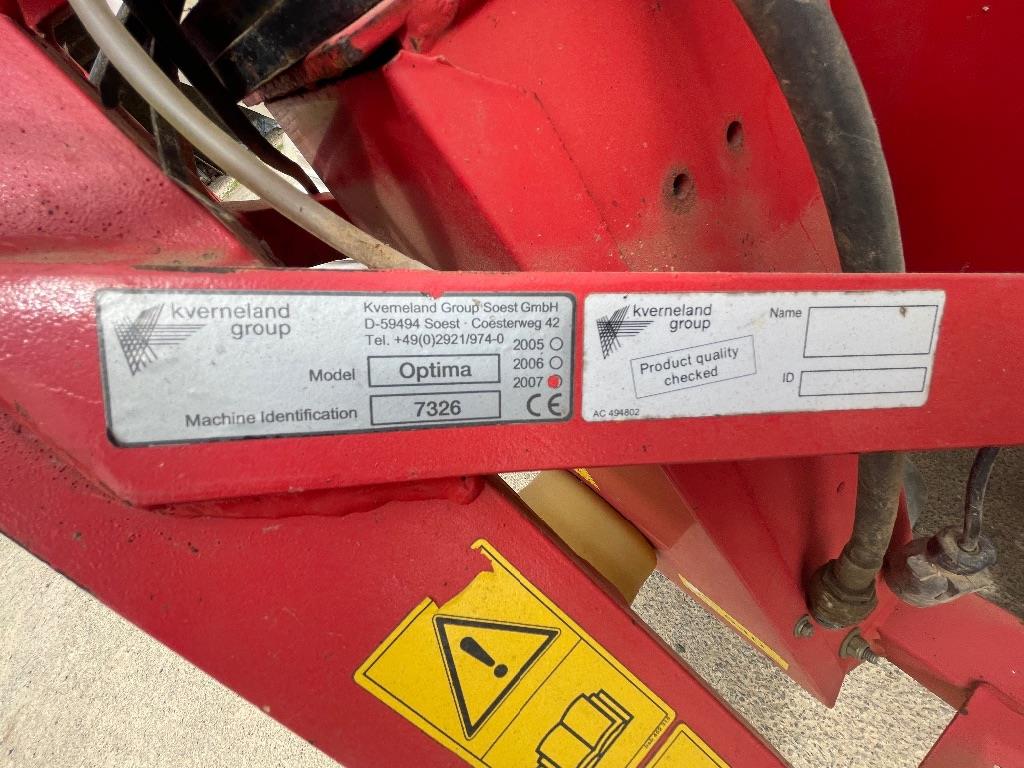 kverneland
group
Kverneland Group Soest GmbH
D-59494 Soest · Coesterweg 42
Tel. +49(0)2921/974-0
2005
2006
2007
Model
Optima
Machine Identification
7326
CE
kverneland
group
Product quality
checked
Name
ID
AC 494802